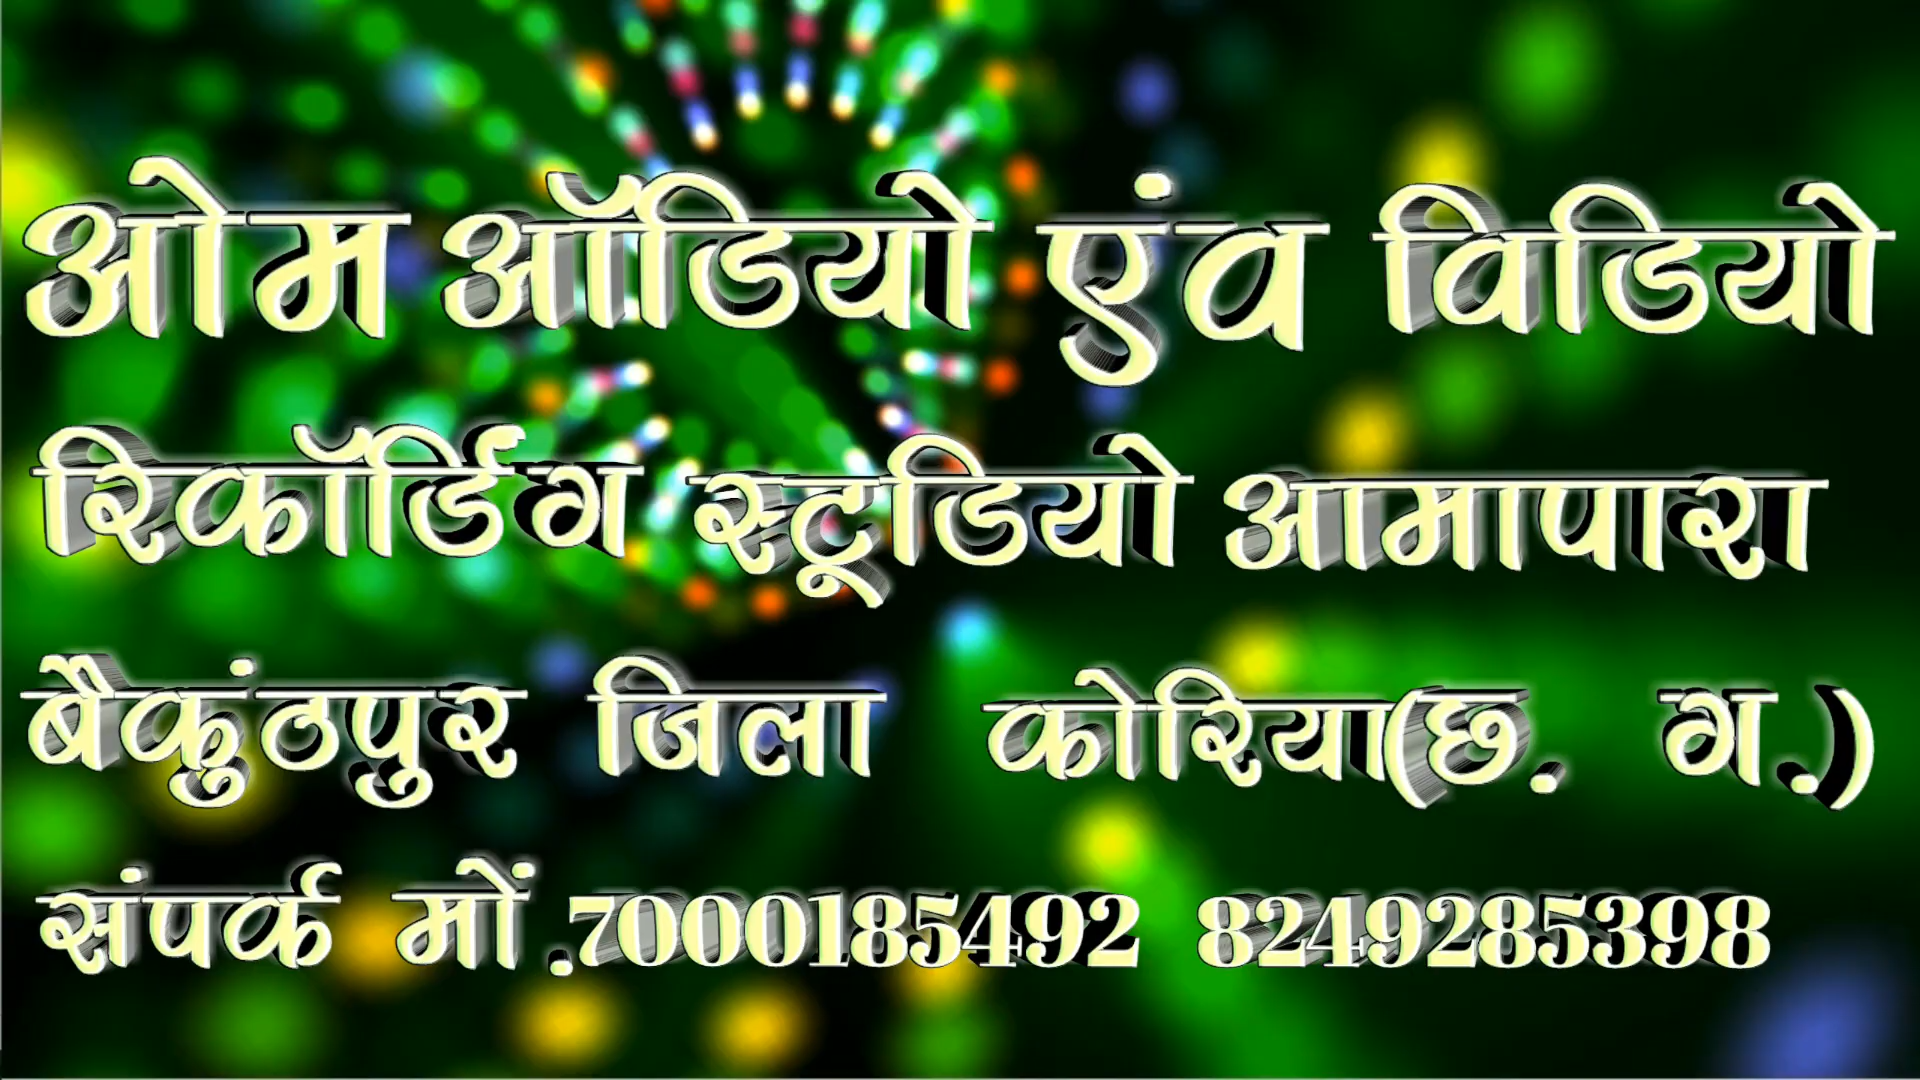 ओम ऑडियो एंव विडियो
रिकॉर्डिंग स्टूडियो आमापारा
बैकुंठपुर जिला कोरिया(छ. ग.)
संपर्क मों .7000185492 8249285398